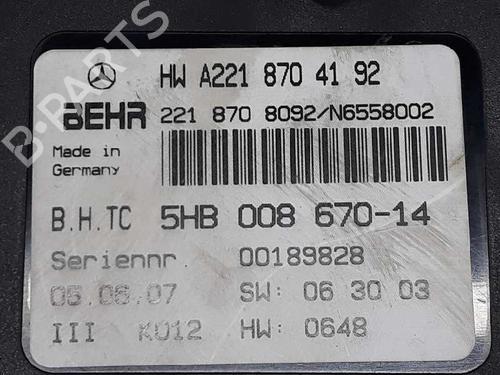 HW A221 870 41 92
BEHR 221 870 8092/N6558002
Made in
Germany
B.H.TC 5HB 008 670-14
Seriennr. 00189828
05.06.07 SW: 06 30 03
III K012 HW: 0648
B-PARTS